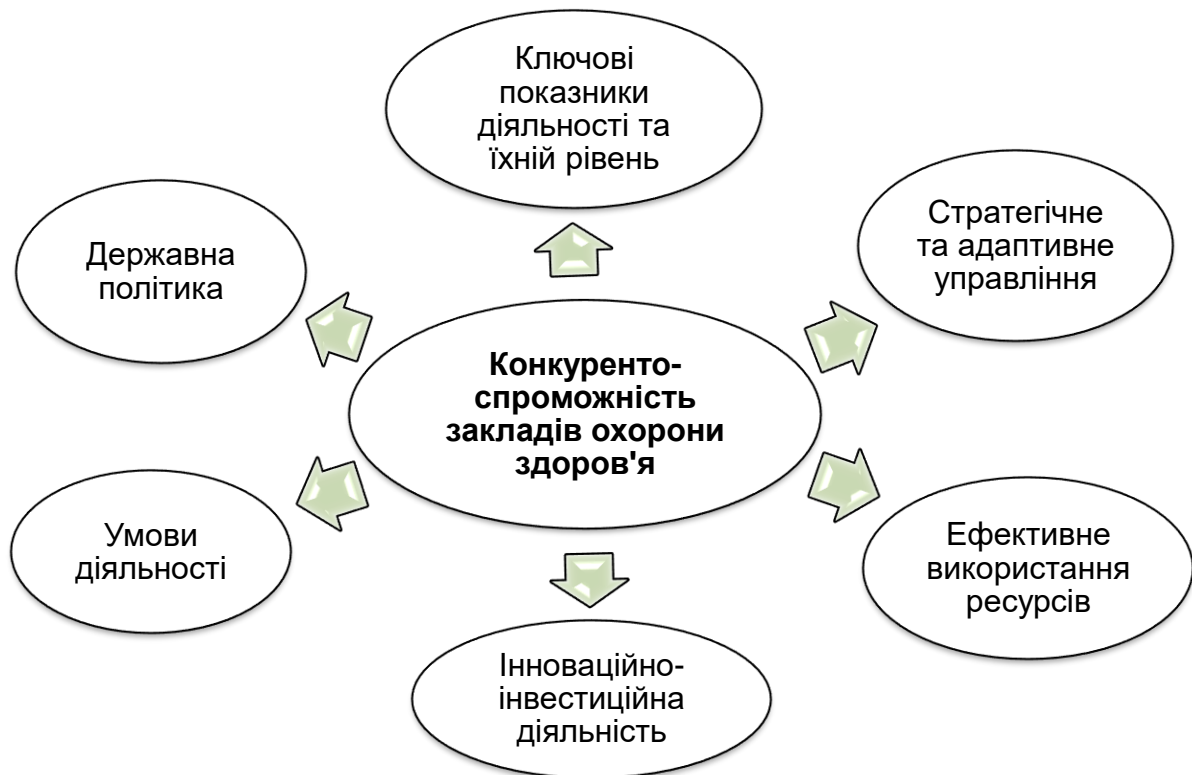 Ключові
показники
діяльності та
їхній рівень
Стратегічне
та адаптивне
управління
Державна
політика
Конкуренто-
спроможність
закладів охорони
здоров'я
Умови
діяльності
Ефективне
використання
ресурсів
Інноваційно-
інвестиційна
діяльність